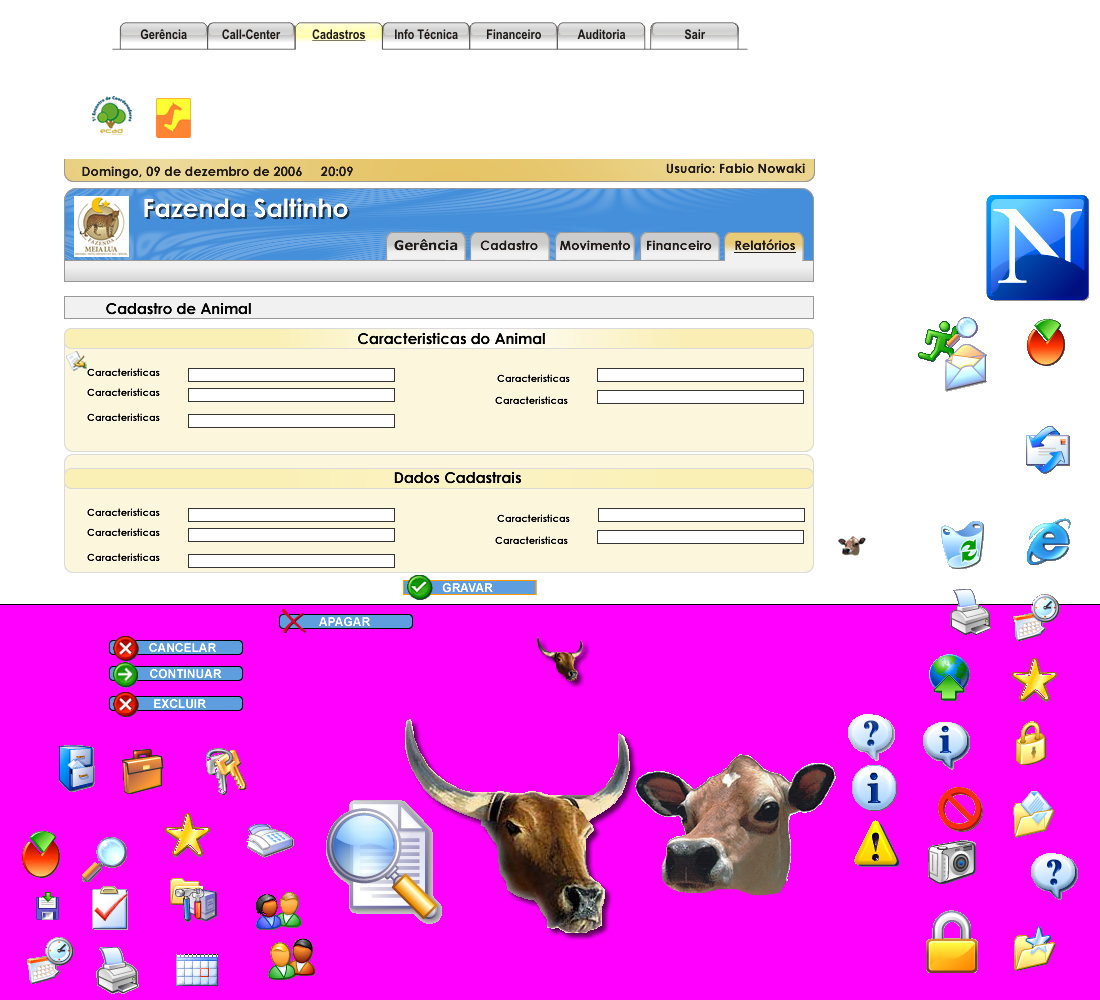 Gerência Call-Center Cadastros Info Técnica Financeiro Auditoria Sair
ecad
Domingo, 09 de dezembro de 2006 20:09 Usuario: Fabio Nowaki
Fazenda Saltinho
FAZENDA
MEIA LUA
Gerência Cadastro Movimento Financeiro Relatórios
N
Cadastro de Animal
Caracteristicas do Animal
Caracteristicas Caracteristicas
Caracteristicas Caracteristicas
Caracteristicas
Dados Cadastrais
Caracteristicas Caracteristicas
Caracteristicas Caracteristicas
Caracteristicas
GRAVAR
APAGAR
CANCELAR
CONTINUAR
EXCLUIR